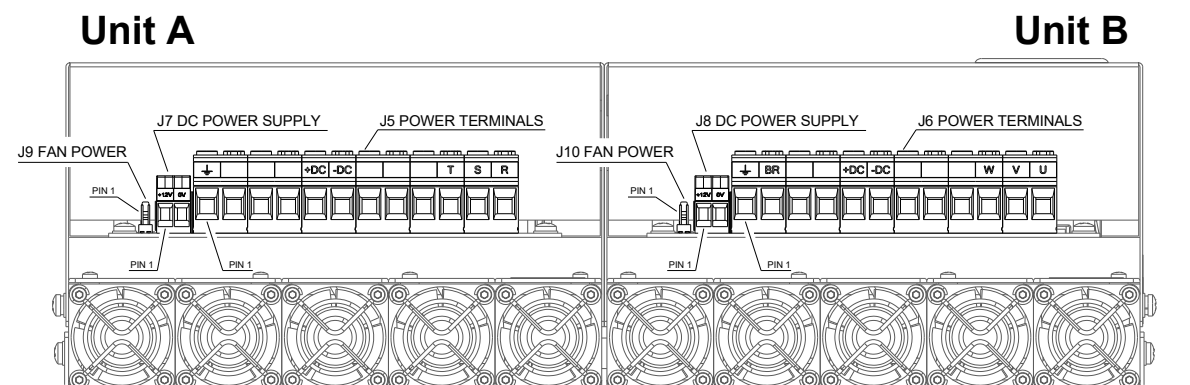 Unit A
Unit B
J7 DC POWER SUPPLY
J5 POWER TERMINALS
J8 DC POWER SUPPLY
J6 POWER TERMINALS
J9 FAN POWER
J10 FAN POWER
+DC -DC T S R
BR +DC -DC W V U
PIN 1
+12V 0V
PIN 1
+12V 0V
PIN 1
PIN 1
PIN 1
PIN 1